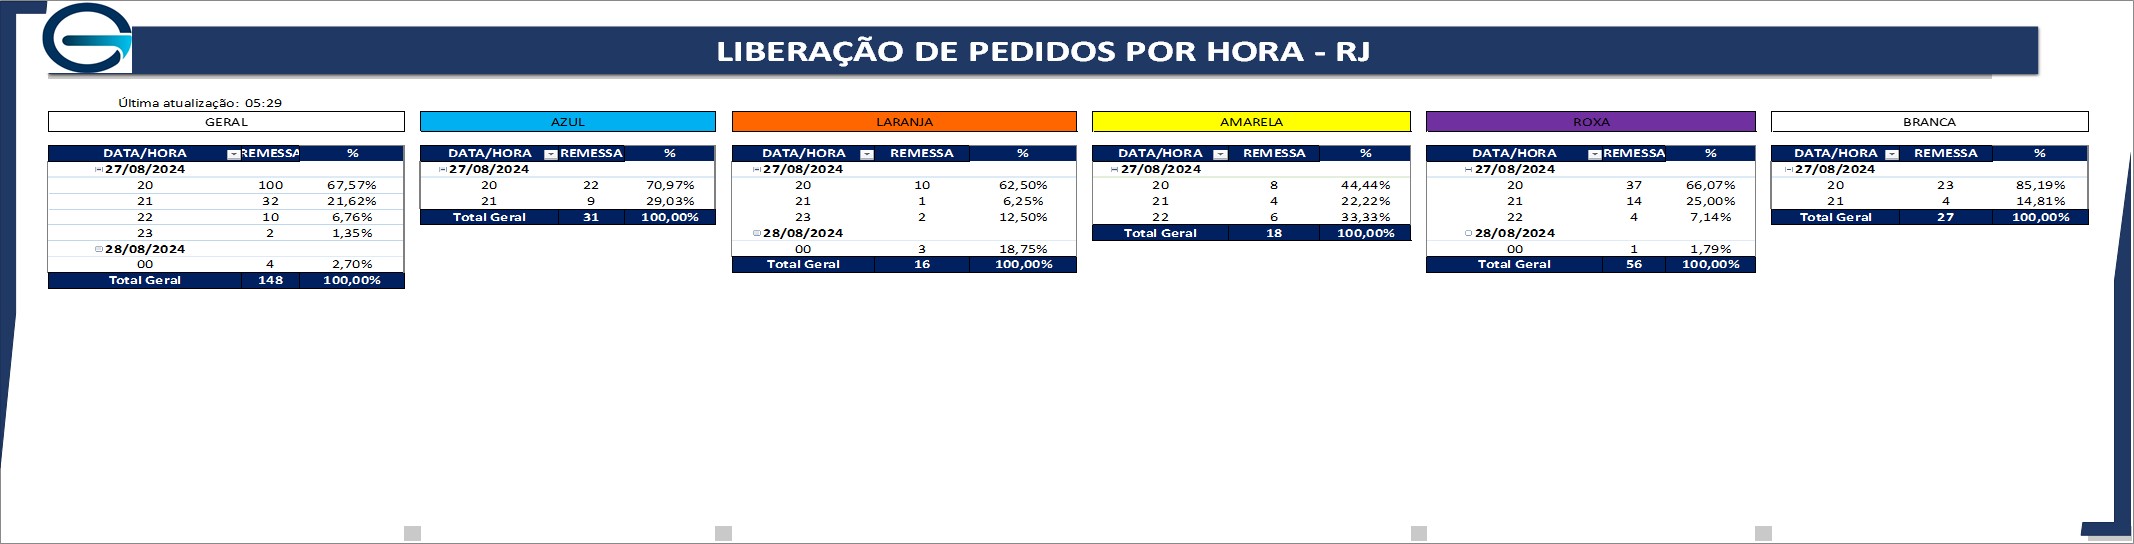 LIBERAÇÃO DE PEDIDOS POR HORA - RJ
Última atualização: 05:29
GERAL
DATA/HORA REMESSA %
27/08/2024
20 100 67,57%
21 32 21,62%
22 10 6,76%
23 2 1,35%
28/08/2024
00 4 2,70%
Total Geral 148 100,00%
AZUL
DATA/HORA REMESSA %
27/08/2024
20 22 70,97%
21 9 29,03%
Total Geral 31 100,00%
LARANJA
DATA/HORA REMESSA %
27/08/2024
20 10 62,50%
21 1 6,25%
23 2 12,50%
28/08/2024
00 3 18,75%
Total Geral 16 100,00%
AMARELA
DATA/HORA REMESSA %
27/08/2024
20 8 44,44%
21 4 22,22%
22 6 33,33%
Total Geral 18 100,00%
ROXA
DATA/HORA REMESSA %
27/08/2024
20 37 66,07%
21 14 25,00%
22 4 7,14%
28/08/2024
00 1 1,79%
Total Geral 56 100,00%
BRANCA
DATA/HORA REMESSA %
27/08/2024
20 23 85,19%
21 4 14,81%
Total Geral 27 100,00%